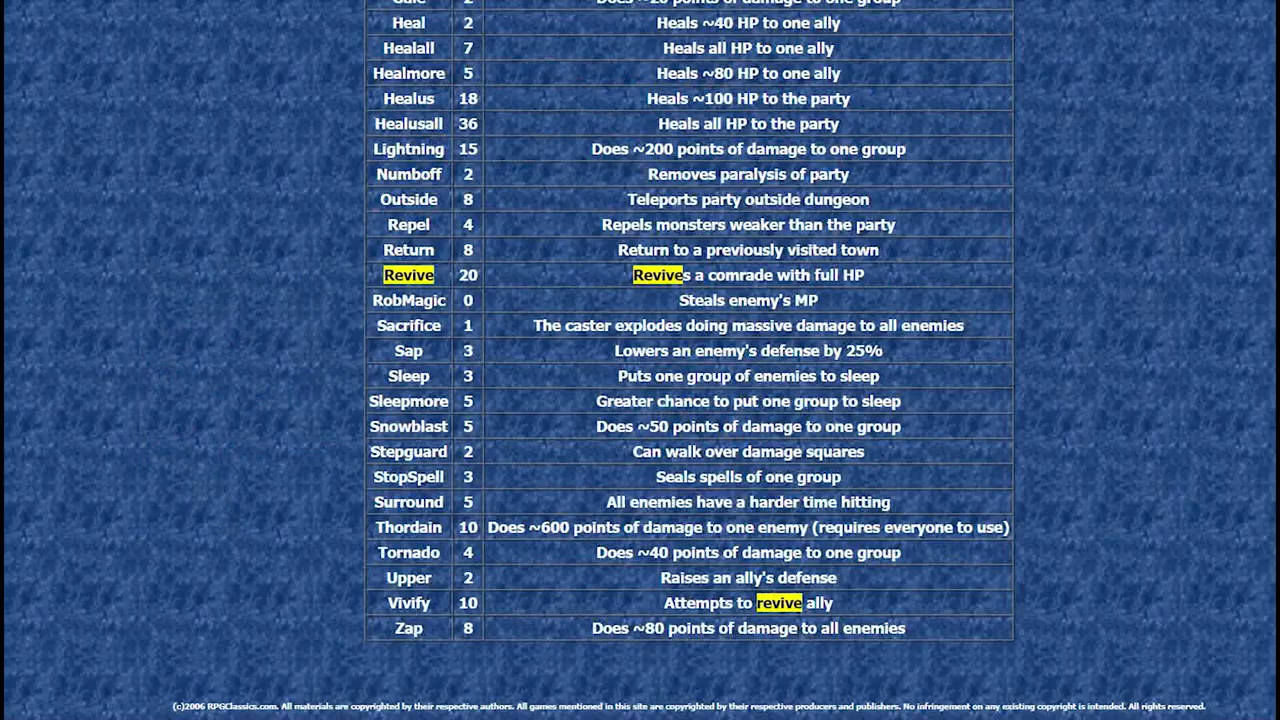 Heal 2 Heals ~40 HP to one ally
Healall 7 Heals all HP to one ally
Healmore 5 Heals ~80 HP to one ally
Healus 18 Heals ~100 HP to the party
Healusall 36 Heals all HP to the party
Lightning 15 Does ~200 points of damage to one group
Numboff 2 Removes paralysis of party
Outside 8 Teleports party outside dungeon
Repel 4 Repels monsters weaker than the party
Return 8 Return to a previously visited town
Revive 20 Revives a comrade with full HP
RobMagic 0 Steals enemy's MP
Sacrifice 1 The caster explodes doing massive damage to all enemies
Sap 3 Lowers an enemy's defense by 25%
Sleep 3 Puts one group of enemies to sleep
Sleepmore 5 Greater chance to put one group to sleep
Snowblast 5 Does ~50 points of damage to one group
Stepguard 2 Can walk over damage squares
StopSpell 3 Seals spells of one group
Surround 5 All enemies have a harder time hitting
Thordain 10 Does ~600 points of damage to one enemy (requires everyone to use)
Tornado 4 Does ~40 points of damage to one group
Upper 2 Raises an ally's defense
Vivify 10 Attempts to revive ally
Zap 8 Does ~80 points of damage to all enemies
(c)2006 RPGClassics.com. All materials are copyrighted by their respective authors. All games mentioned in this site are copyrighted by their respective producers and publishers. No infringement on any existing copyright is intended. All rights reserved.